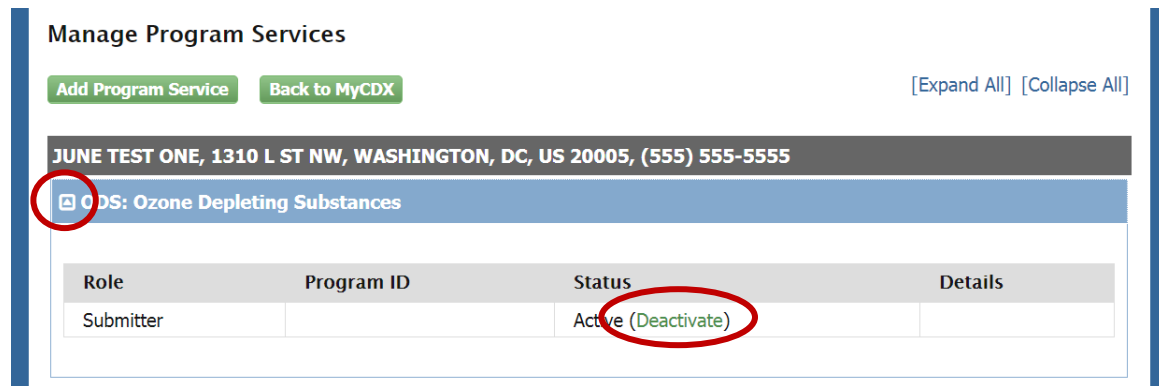 Manage Program Services
Add Program Service Back to MyCDX [Expand All] [Collapse All]
JUNE TEST ONE, 1310 L ST NW, WASHINGTON, DC, US 20005, (555) 555-5555
ODS: Ozone Depleting Substances
Role Program ID Status Details
Submitter Active (Deactivate)